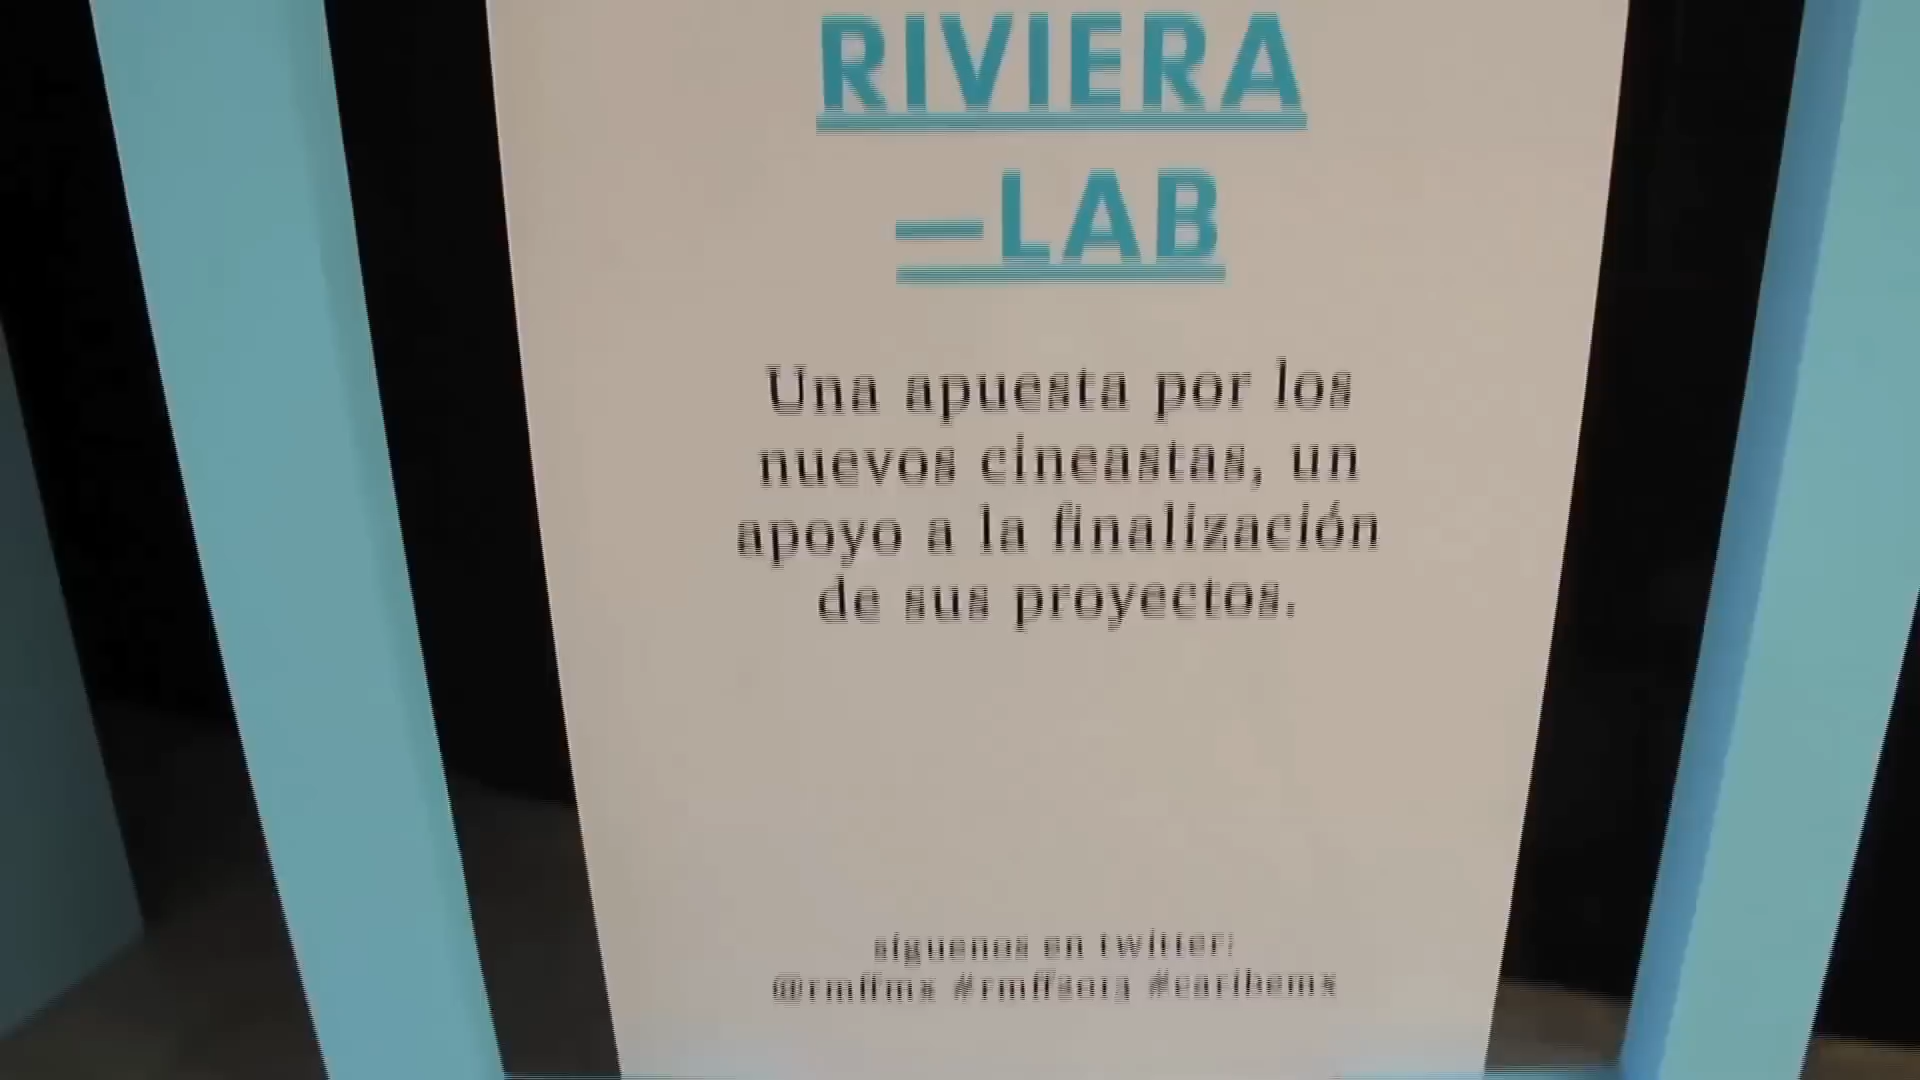 RIVIERA
—LAB
Una apuesta por los
nuevos cineastas, un
apoyo a la finalización
de sus proyectos.
síguenos en twitter:
@rmffmx #rmff2013 #caribemx